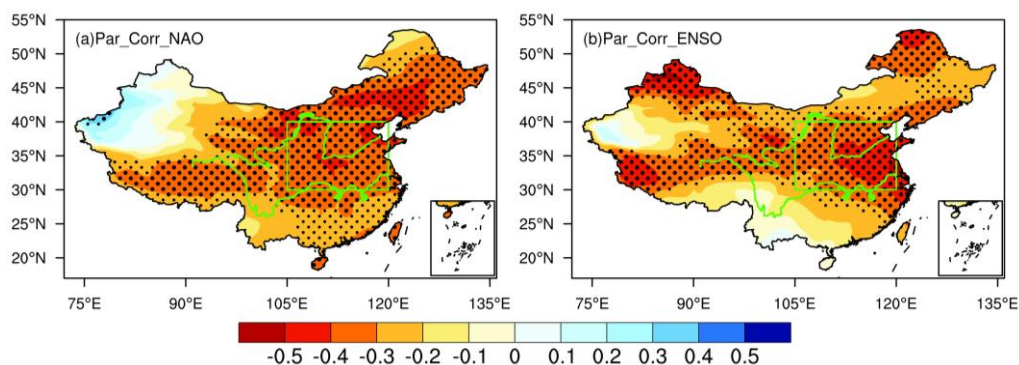 55°N
50°N
45°N
40°N
35°N
30°N
25°N
20°N
(a)Par_Corr_NAO
75°E 90°E 105°E 120°E 135°E
55°N
50°N
45°N
40°N
35°N
30°N
25°N
20°N
(b)Par_Corr_ENSO
75°E 90°E 105°E 120°E 135°E
-0.5 -0.4 -0.3 -0.2 -0.1 0 0.1 0.2 0.3 0.4 0.5